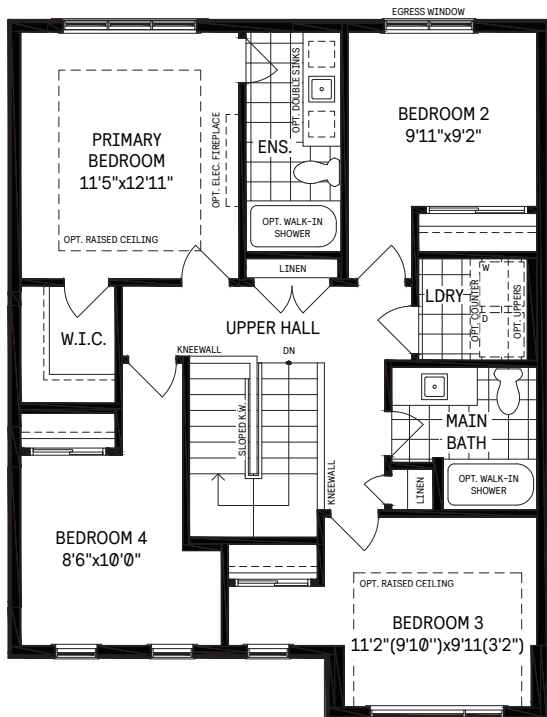 EGRESS WINDOW
PRIMARY
BEDROOM
11'5"x12'11"
OPT. RAISED CEILING
OPT. ELEC. FIREPLACE
ENS.
OPT. DOUBLE SINKS
OPT. WALK-IN
SHOWER
BEDROOM 2
9'11"x9'2"
LINEN
W.I.C.
UPPER HALL
LDRY
W
D
OPT. COUNTER
OPT. UPPERS
KNEEWALL
DN
SLOPED K.W.
KNEEWALL
MAIN
BATH
LINEN
OPT. WALK-IN
SHOWER
BEDROOM 4
8'6"x10'0"
OPT. RAISED CEILING
BEDROOM 3
11'2"(9'10")x9'11(3'2")